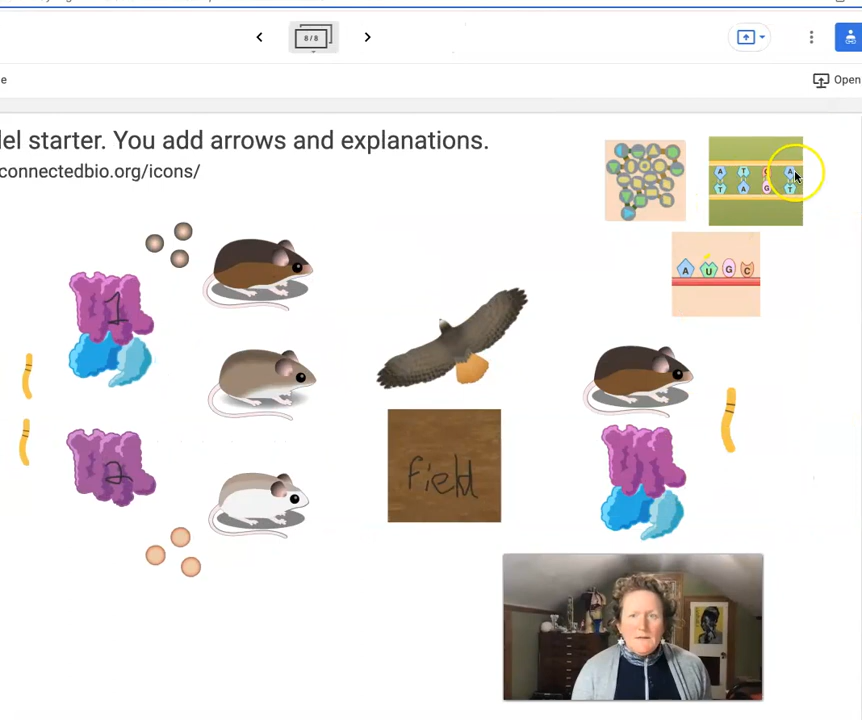 8/8
e
Open
lel starter. You add arrows and explanations.
connectedbio.org/icons/
A T C A
T A G T
A U G C
1
field
2